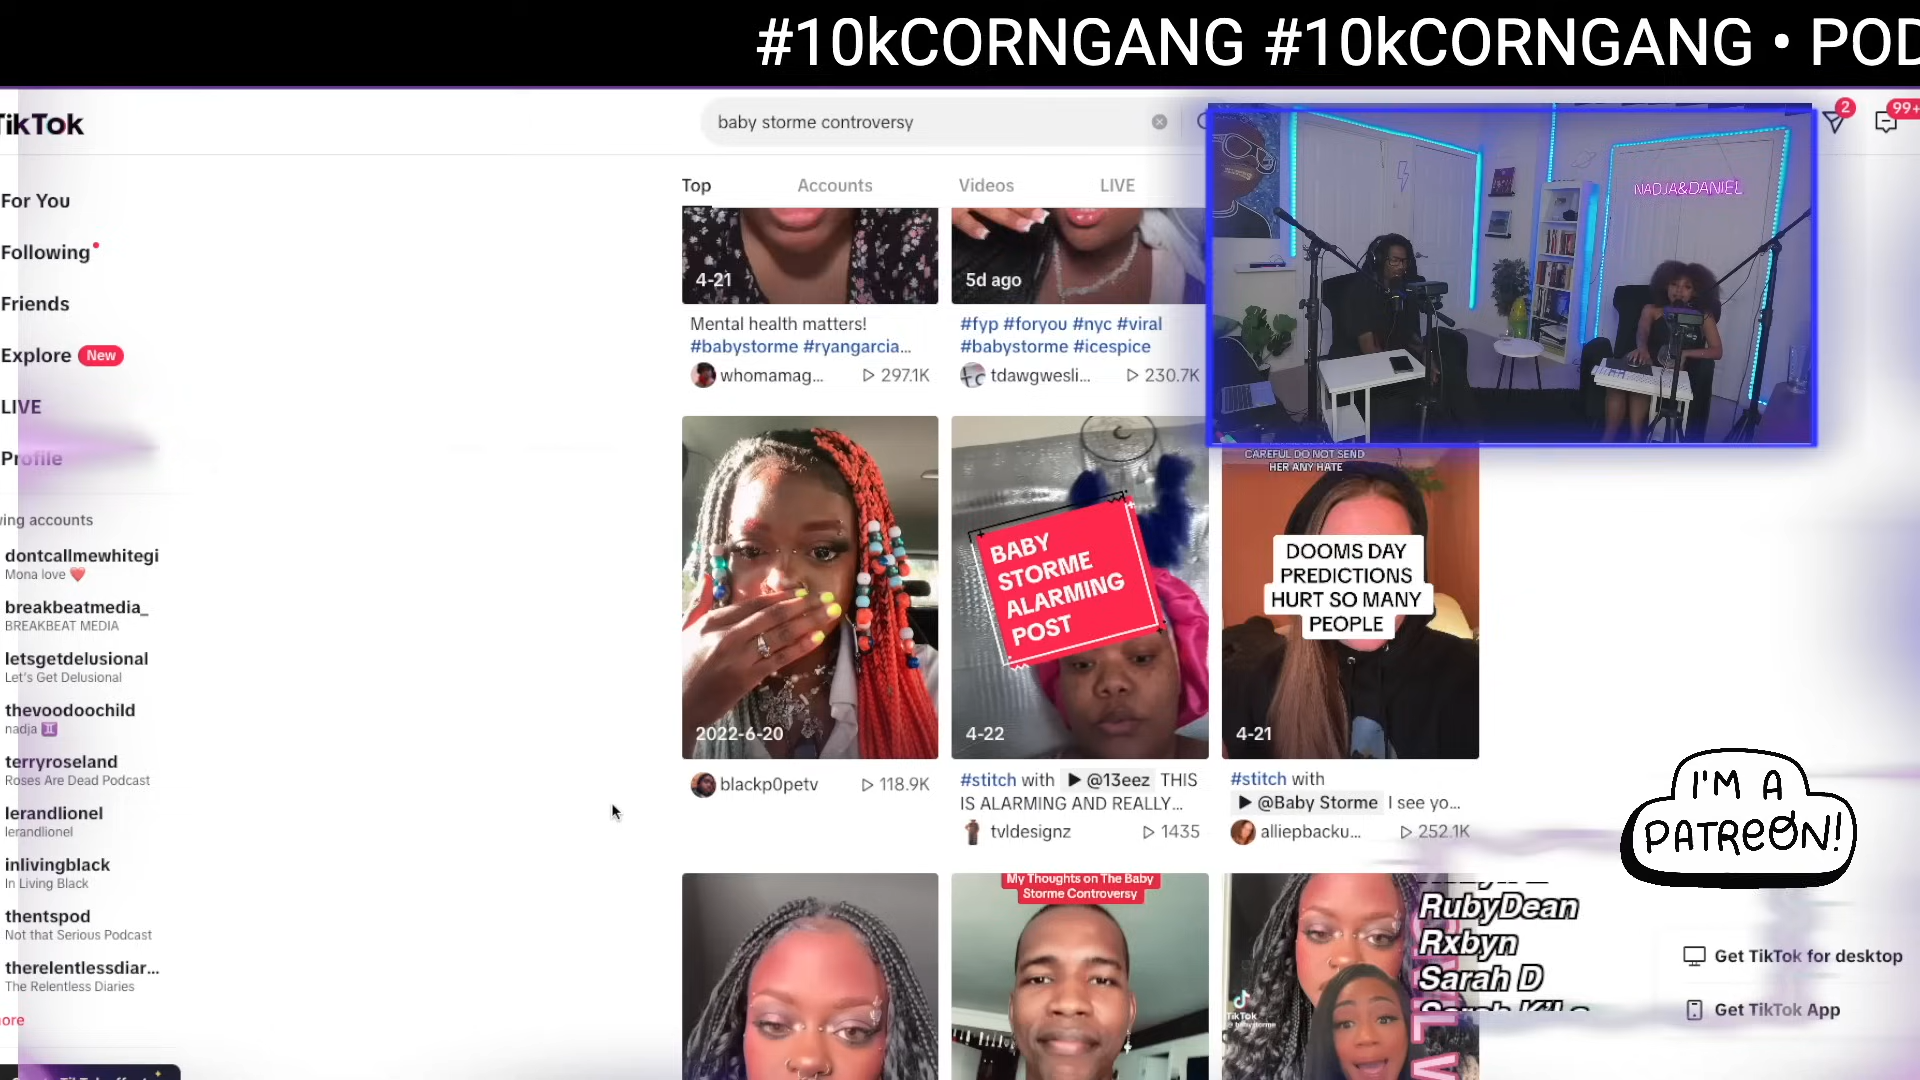 #10kCORNGANG #10kCORNGANG • POD
TikTok
baby storme controversy
2
99+
For You
Following
Friends
Explore New
LIVE
Profile
Top
Accounts
Videos
LIVE
NADJA&DANIEL
4-21
5d ago
Mental health matters!
#babystorme #ryangarcia...
whomamag...
297.1K
#fyp #foryou #nyc #viral
#babystorme #icespice
tdawgwesli...
230.7K
ing accounts
dontcallmewhitegi
Mona love ❤️
breakbeatmedia_
BREAKBEAT MEDIA
letsgetdelusional
Let's Get Delusional
thevoodoochild
nadja ♊
terryroseland
Roses Are Dead Podcast
lerandlionel
lerandlionel
inlivingblack
In Living Black
thentspod
Not that Serious Podcast
therelentlessdiar...
The Relentless Diaries
ore
2022-6-20
blackp0petv
118.9K
BABY
STORME
ALARMING
POST
4-22
#stitch with ▶ @13eez THIS
IS ALARMING AND REALLY...
tvldesignz
1435
CAREFUL DO NOT SEND
HER ANY HATE
DOOMS DAY
PREDICTIONS
HURT SO MANY
PEOPLE
4-21
#stitch with
▶ @Baby Storme I see yo...
alliepbacku...
252.1K
My Thoughts on The Baby
Storme Controversy
TikTok
I'M A
PATREON!
RubyDean
Rxbyn
Sarah D
Get TikTok for desktop
Get TikTok App